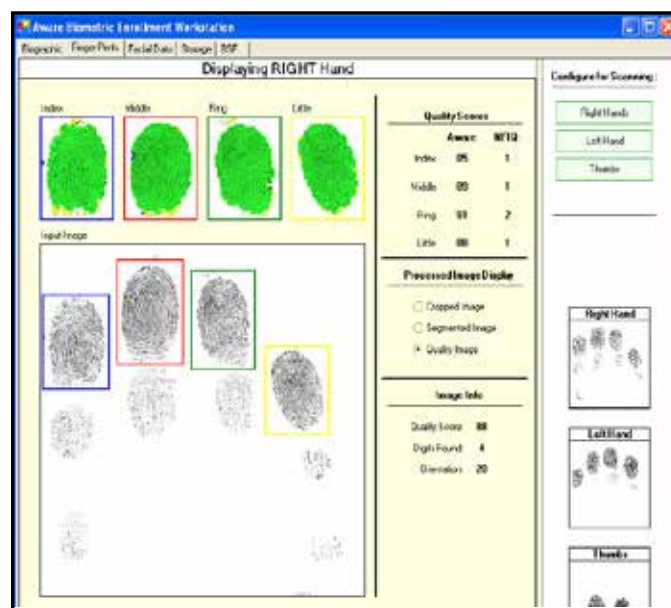 Aware Biometric Enrollment Workstation
Biographic Finger Prints Facial Data Storage BSP
Displaying RIGHT Hand
Configure for Scanning:
Index Middle Ring Little
Right Hands
Left Hand
Thumbs
Quality Scores
Aware NFIQ
Index 1
Middle 1
Ring 2
Little 1
Input Image
Processed Image Display
Cropped Image
Segmented Image
Quality Image
Image Info
Quality Score: 88
Digits Found: 4
Orientation: 20
Right Hand
Left Hand
Thumbs